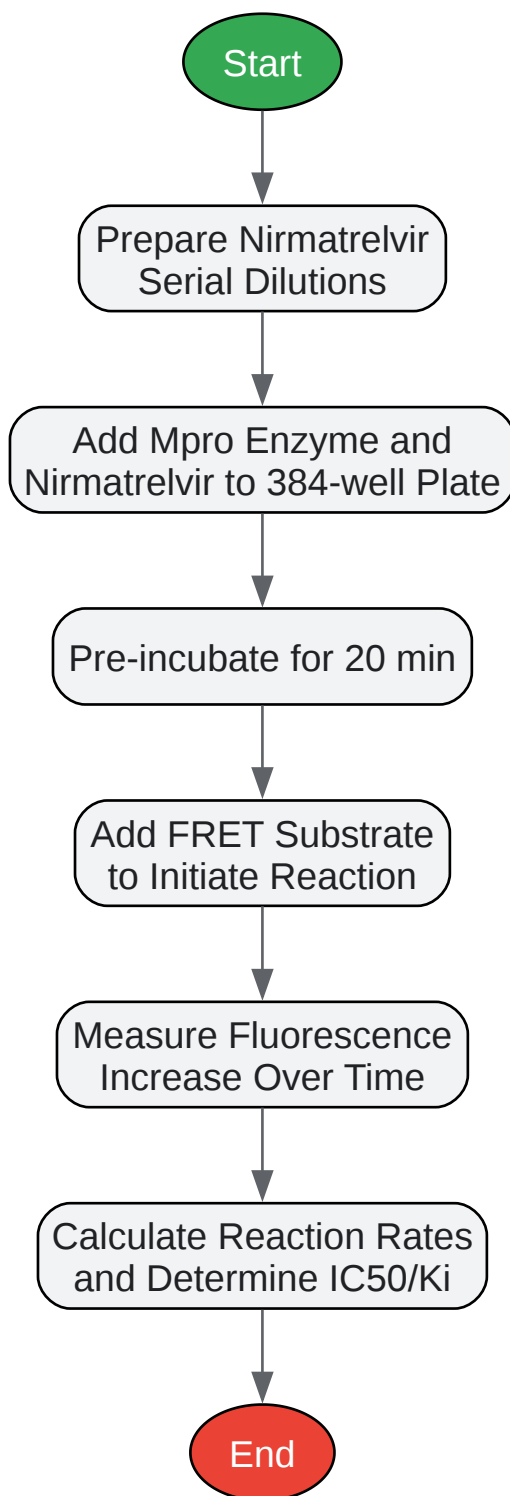 Start
Prepare Nirmatrelvir
Serial Dilutions
Add Mpro Enzyme and
Nirmatrelvir to 384-well Plate
Pre-incubate for 20 min
Add FRET Substrate
to Initiate Reaction
Measure Fluorescence
Increase Over Time
Calculate Reaction Rates
and Determine IC50/Ki
End